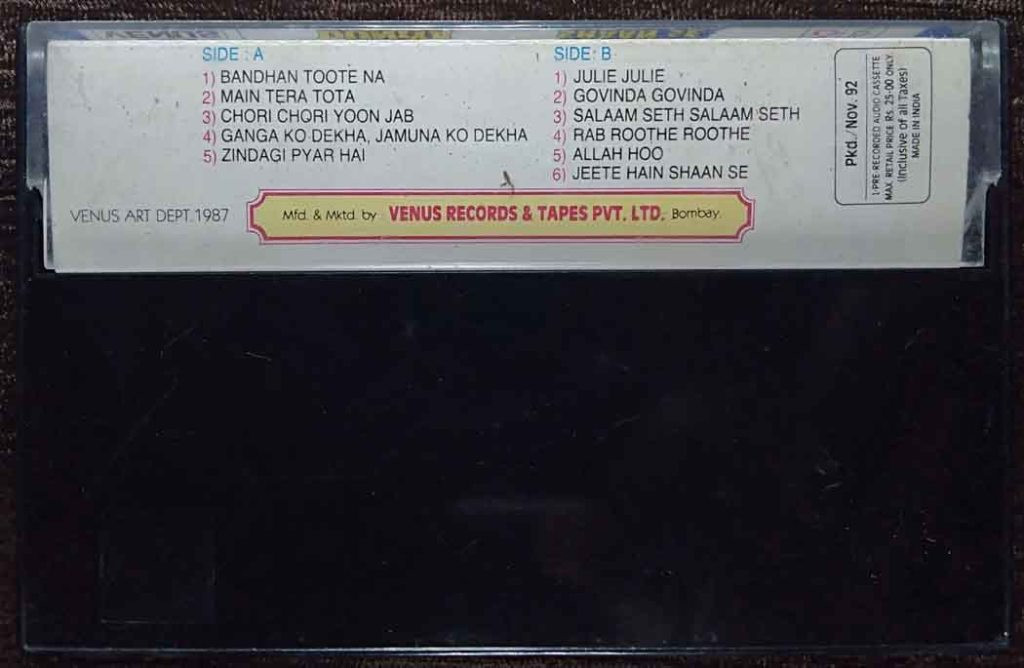 SIDE : A
1) BANDHAN TOOTE NA
2) MAIN TERA TOTA
3) CHORI CHORI YOON JAB
4) GANGA KO DEKHA, JAMUNA KO DEKHA
5) ZINDAGI PYAR HAI
SIDE: B
1) JULIE JULIE
2) GOVINDA GOVINDA
3) SALAAM SETH SALAAM SETH
4) RAB ROOTHE ROOTHE
5) ALLAH HOO
6) JEETE HAIN SHAAN SE
VENUS ART DEPT.1987
Mfd. & Mktd. by VENUS RECORDS & TAPES PVT. LTD. Bombay.
Pkd./Nov. 92
1-PRE RECORDED AUDIO CASSETTE
MAX. RETAIL PRICE Rs. 25-00 ONLY
(Inclusive of all Taxes)
MADE IN INDIA